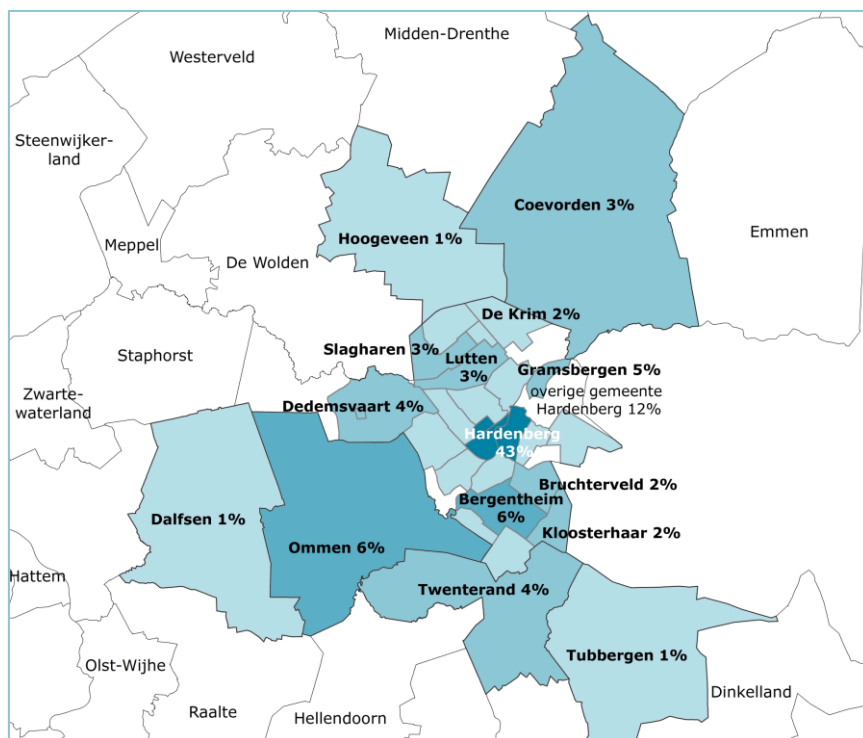 Midden-Drenthe
Westerveld
Steenwijker-
land
Coevorden 3%
Emmen
Hoogeveen 1%
Meppel
De Wolden
De Krim 2%
Slagharen 3%
Staphorst
Lutten
3%
Gramsbergen 5%
overige gemeente
Hardenberg 12%
Zwarte-
waterland
Dedemsvaart 4%
Hardenberg
43%
Bruchterveld 2%
Bergentheim
6%
Dalfsen 1%
Ommen 6%
Kloosterhaar 2%
Hattem
Twenterand 4%
Tubbergen 1%
Olst-Wijhe
Dinkelland
Raalte
Hellendoorn